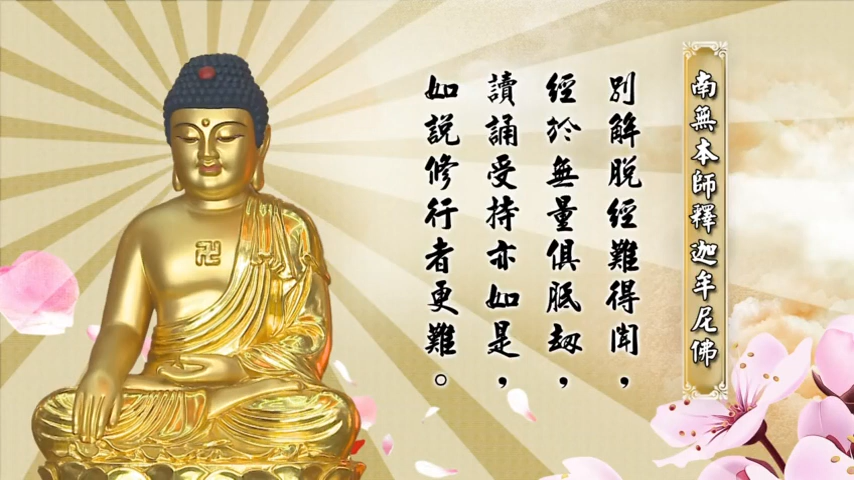 南無本師釋迦牟尼佛
別解脫經難得聞，
經於無量俱胝劫，
讀誦受持亦如是，
如說修行者更難。
卍